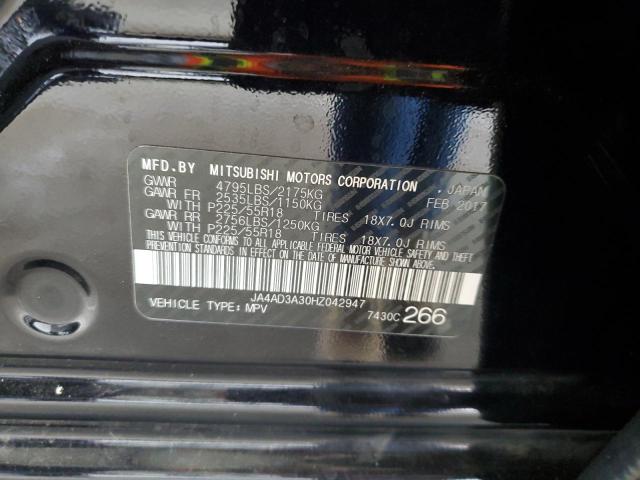 MFD.BY MITSUBISHI MOTORS CORPORATION, JAPAN
GVWR 4795LBS/2175KG FEB 2017
GAWR FR 2535LBS/1150KG
WITH P225/55R18 TIRES 18X7.0J RIMS
GAWR RR 2756LBS/1250KG
WITH P225/55R18 TIRES 18X7.0J RIMS
THIS VEHICLE CONFORMS TO ALL APPLICABLE FEDERAL MOTOR VEHICLE SAFETY AND THEFT
PREVENTION STANDARDS IN EFFECT ON THE DATE OF MANUFACTURE SHOWN ABOVE.
JA4AD3A30HZ042947
VEHICLE TYPE: MPV 7430C 266